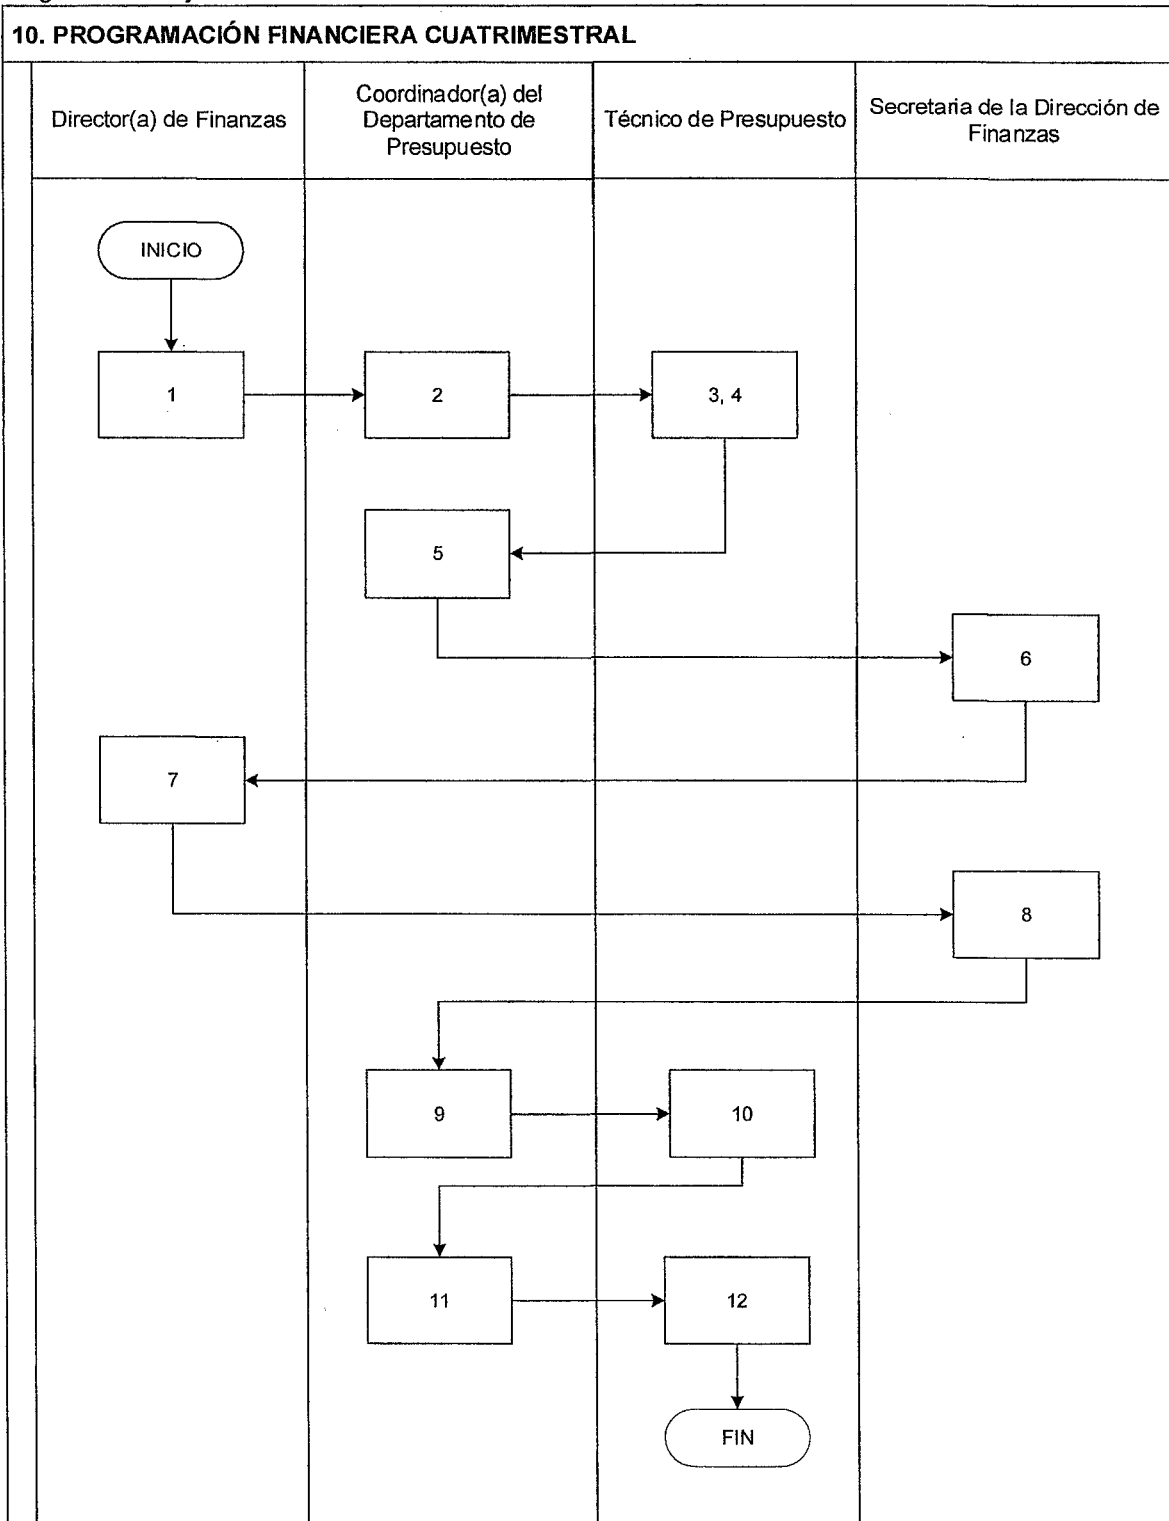 10. PROGRAMACIÓN FINANCIERA CUATRIMESTRAL
Director(a) de Finanzas
Coordinador(a) del
Departamento de
Presupuesto
Técnico de Presupuesto
Secretaria de la Dirección de
Finanzas
INICIO
1
2
3, 4
5
6
7
8
9
10
11
12
FIN